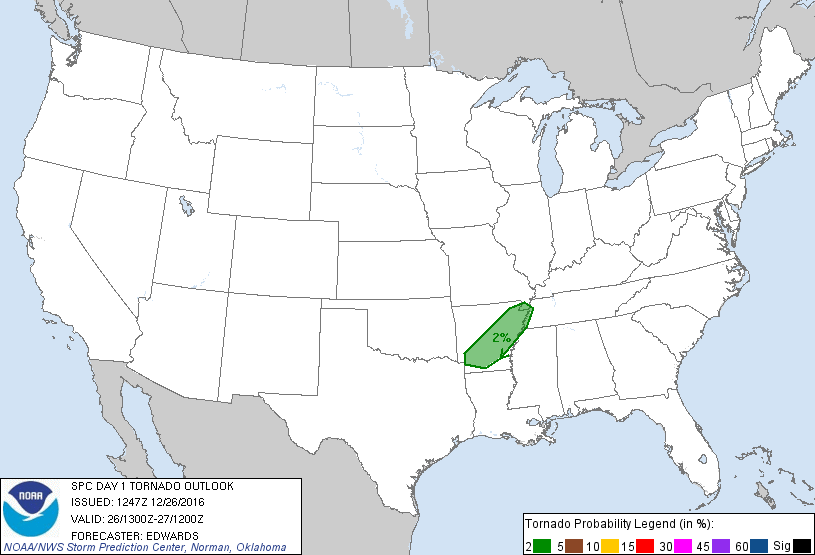 2%
NOAA
SPC DAY 1 TORNADO OUTLOOK
ISSUED: 1247Z 12/26/2016
VALID: 26/1300Z-27/1200Z
FORECASTER: EDWARDS
NOAA/NWS Storm Prediction Center, Norman, Oklahoma
Tornado Probability Legend (in %):
2 5 10 15 30 45 60 Sig